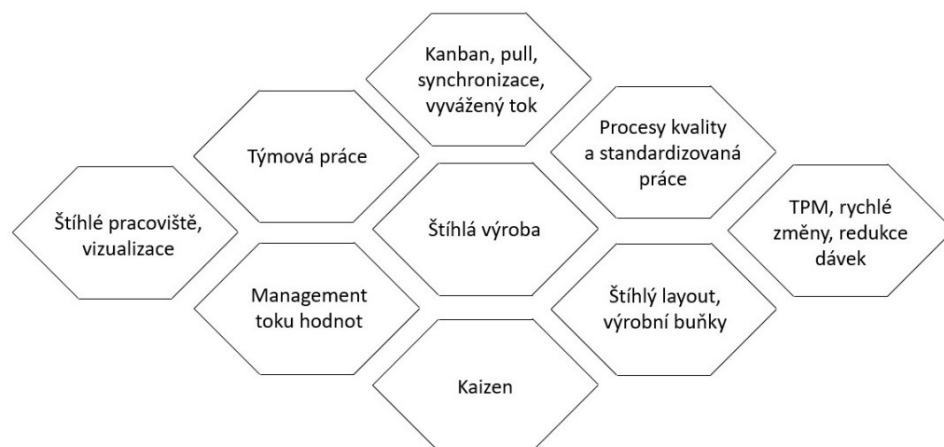 Kanban, pull,
synchronizace,
vyvážený tok
Týmová práce
Procesy kvality
a standardizovaná
práce
Štíhlé pracoviště,
vizualizace
Štíhlá výroba
TPM, rychlé
změny, redukce
dávek
Management
toku hodnot
Štíhlý layout,
výrobní buňky
Kaizen